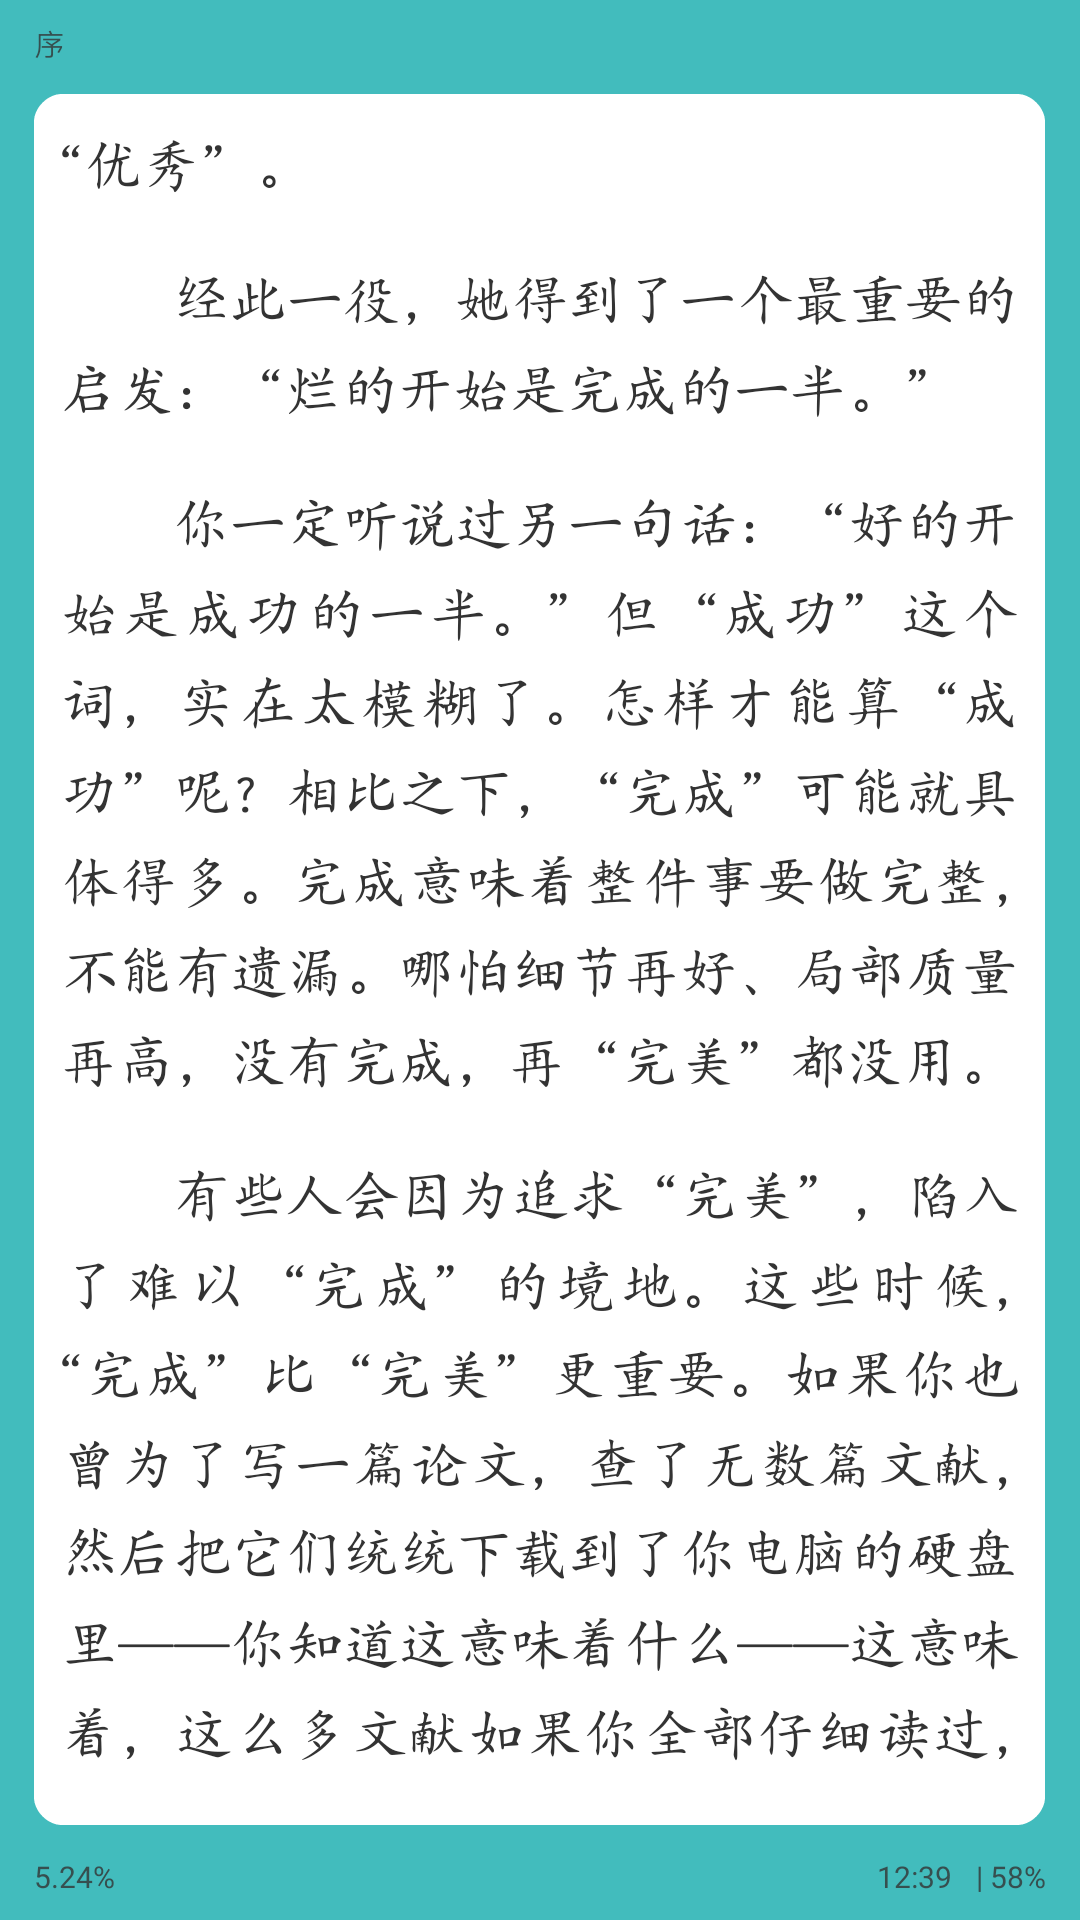 序
“优秀”。
经此一役，她得到了一个最重要的
启发：“烂的开始是完成的一半。”
你一定听说过另一句话：“好的开
始是成功的一半。”但“成功”这个
词，实在太模糊了。怎样才能算“成
功”呢？相比之下，“完成”可能就具
体得多。完成意味着整件事要做完整，
不能有遗漏。哪怕细节再好、局部质量
再高，没有完成，再“完美”都没用。
有些人会因为追求“完美”，陷入
了难以“完成”的境地。这些时候，
“完成”比“完美”更重要。如果你也
曾为了写一篇论文，查了无数篇文献，
然后把它们统统下载到了你电脑的硬盘
里——你知道这意味着什么——这意味
着，这么多文献如果你全部仔细读过，
5.24%
12:39 | 58%